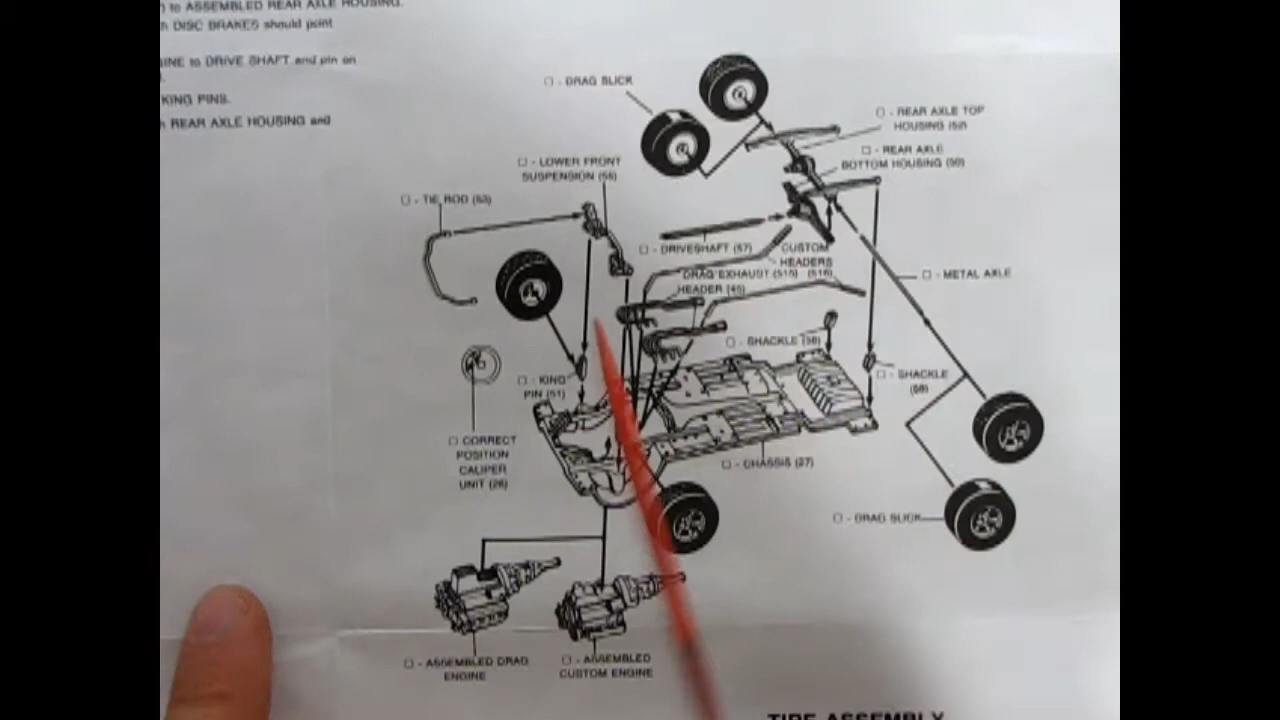 to ASSEMBLED REAR AXLE HOUSING.
DISC BRAKES should point
to DRIVE SHAFT and pin on
KING PINS.
REAR AXLE HOUSING and
- DRAG SLICK
- REAR AXLE TOP
HOUSING (52)
- REAR AXLE
BOTTOM HOUSING (50)
- LOWER FRONT
SUSPENSION (55)
- TIE ROD (53)
- DRIVESHAFT (57)
CUSTOM
HEADERS
(516)
DRAG EXHAUST (515)
HEADER (45)
- METAL AXLE
- SHACKLE (58)
- SHACKLE
(58)
- KING
PIN (51)
CORRECT
POSITION
CALIPER
UNIT (26)
- CHASSIS (27)
- DRAG SLICK
- ASSEMBLED DRAG
ENGINE
- ASSEMBLED
CUSTOM ENGINE
TIRE ASSEMBLY